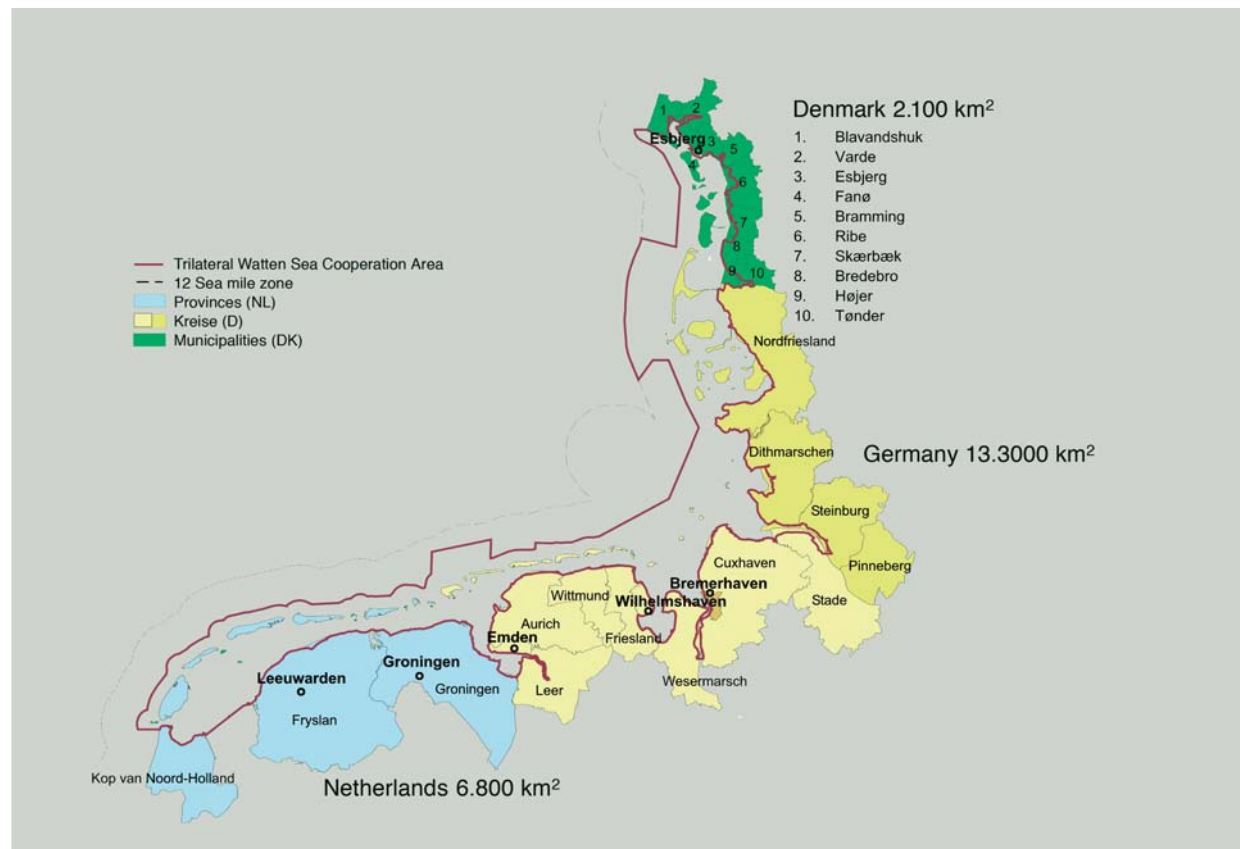 1
2
Esbjerg
3
5
4
6
7
8
9
10
Denmark 2.100 km²
1. Blavandshuk
2. Varde
3. Esbjerg
4. Fanø
5. Bramming
6. Ribe
7. Skærbæk
8. Bredebro
9. Højer
10. Tønder
Trilateral Watten Sea Cooperation Area
12 Sea mile zone
Provinces (NL)
Kreise (D)
Municipalities (DK)
Nordfriesland
Dithmarschen
Germany 13.3000 km²
Steinburg
Pinneberg
Cuxhaven
Bremerhaven
Stade
Wittmund
Wilhelmshaven
Aurich
Friesland
Emden
Wesermarsch
Leer
Groningen
Groningen
Leeuwarden
Fryslan
Kop van Noord-Holland
Netherlands 6.800 km²